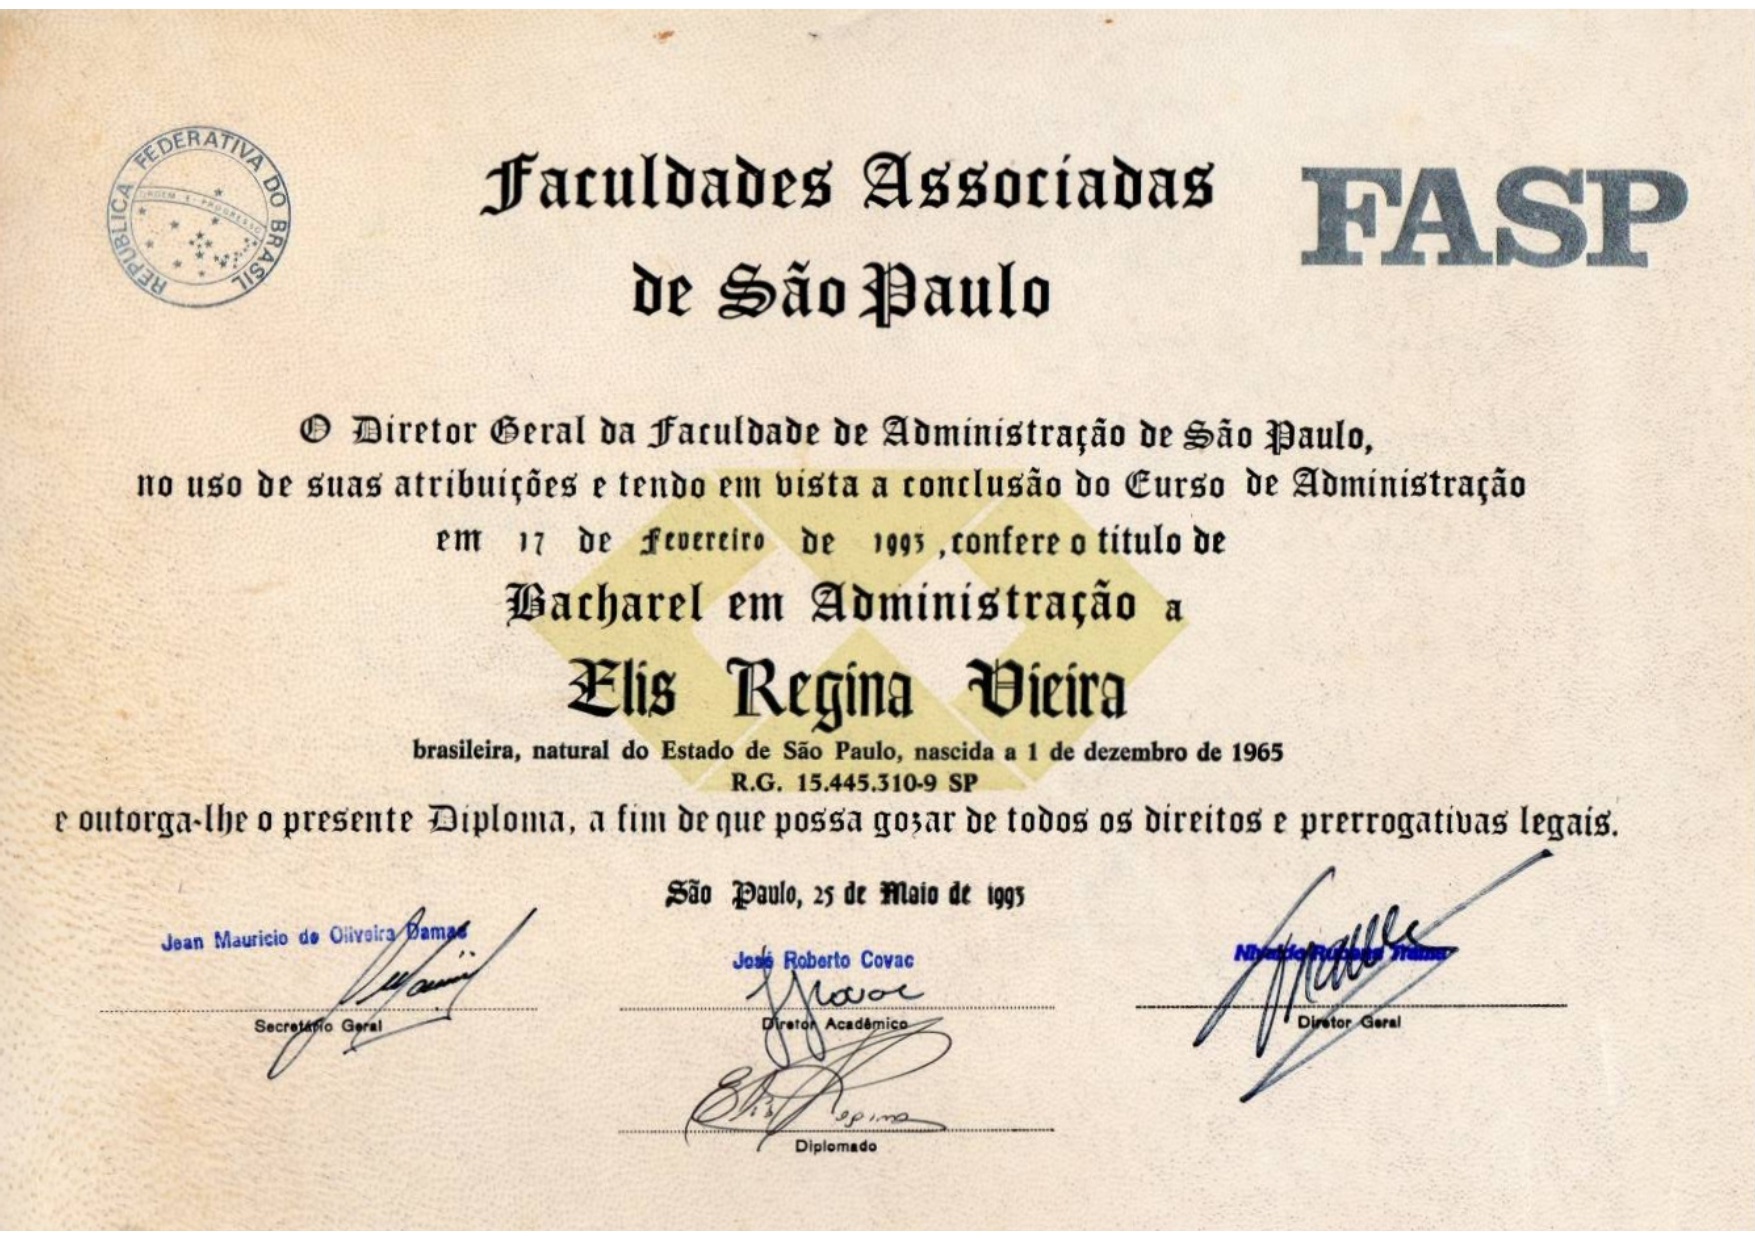 REPÚBLICA FEDERATIVA DO BRASIL
ORDEM E PROGRESSO
Faculdades Associadas
de São Paulo
FASP
O Diretor Geral da Faculdade de Administração de São Paulo,
no uso de suas atribuições e tendo em vista a conclusão do Curso de Administração
em 17 de Fevereiro de 1993, confere o título de
Bacharel em Administração a
Elis Regina Vieira
brasileira, natural do Estado de São Paulo, nascida a 1 de dezembro de 1965
R.G. 15.445.310-9 SP
e outorga-lhe o presente Diploma, a fim de que possa gozar de todos os direitos e prerrogativas legais.
São Paulo, 25 de Maio de 1993
Jean Mauricio de Oliveira Damas
Secretário Geral
José Roberto Covac
Diretor Acadêmico
Diretor Geral
Elis Regina
Diplomado